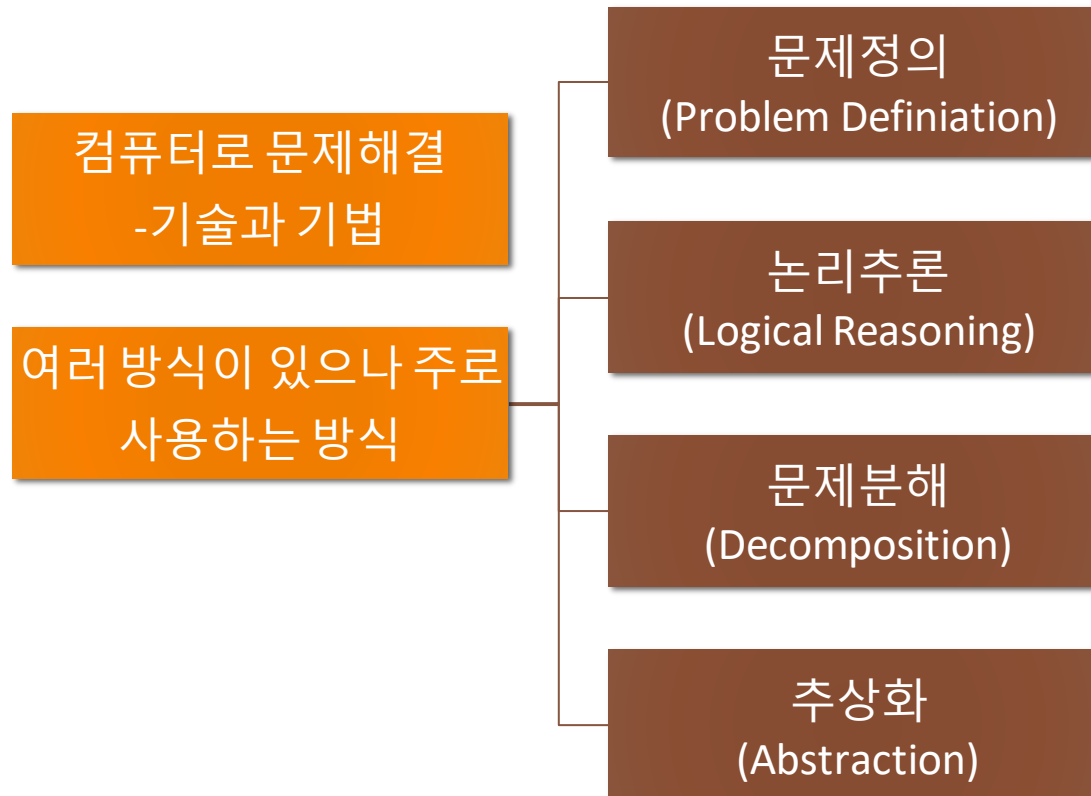 컴퓨터로 문제해결
-기술과 기법
여러 방식이 있으나 주로
사용하는 방식
문제정의
(Problem Definiation)
논리추론
(Logical Reasoning)
문제분해
(Decomposition)
추상화
(Abstraction)